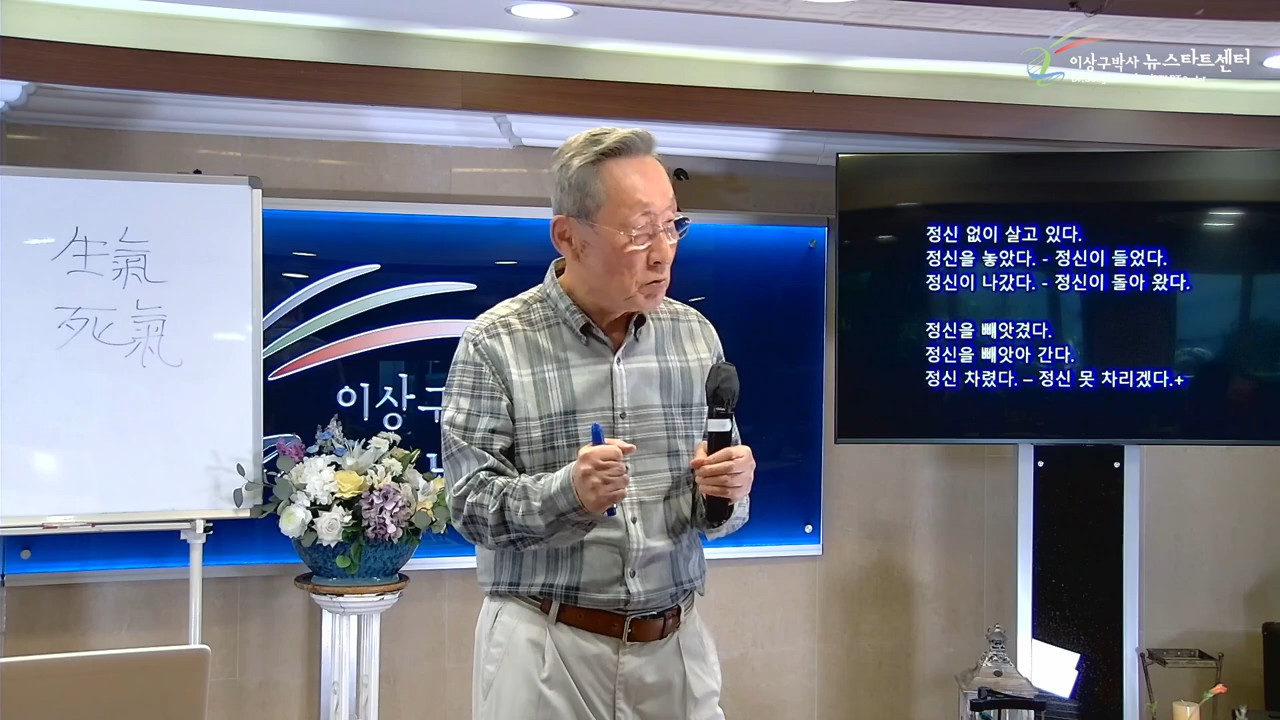 이상구박사 뉴스타트센터
生氣
死氣
이상구
정신 없이 살고 있다.
정신을 놓았다. - 정신이 들었다.
정신이 나갔다. - 정신이 돌아 왔다.
정신을 빼앗겼다.
정신을 빼앗아 간다.
정신 차렸다. – 정신 못 차리겠다.+